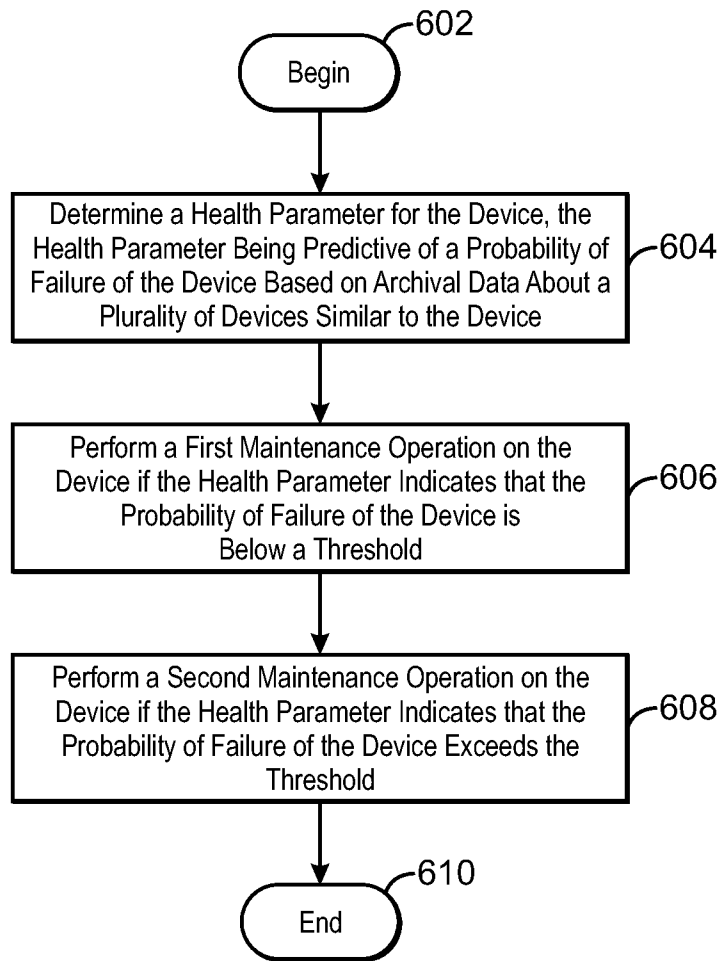 602
Begin
Determine a Health Parameter for the Device, the
Health Parameter Being Predictive of a Probability of
Failure of the Device Based on Archival Data About a
Plurality of Devices Similar to the Device
604
Perform a First Maintenance Operation on the
Device if the Health Parameter Indicates that the
Probability of Failure of the Device is
Below a Threshold
606
Perform a Second Maintenance Operation on the
Device if the Health Parameter Indicates that the
Probability of Failure of the Device Exceeds the
Threshold
608
610
End